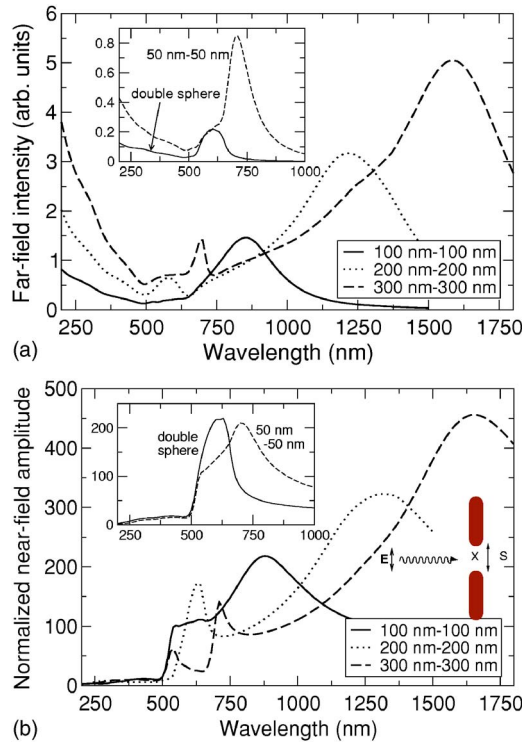 0.8
0.6
0.4
0.2
0
50 nm-50 nm
double sphere
250 500 750 1000
6
5
4
3
2
1
0
Far-field intensity (arb. units)
100 nm-100 nm
200 nm-200 nm
300 nm-300 nm
250 500 750 1000 1250 1500 1800
(a)
Wavelength (nm)
500
400
300
200
100
0
Normalized near-field amplitude
200
100
0
double
sphere
50 nm
-50 nm
250 500 750 1000
E
X
S
100 nm-100 nm
200 nm-200 nm
300 nm-300 nm
250 500 750 1000 1250 1500 1800
(b)
Wavelength (nm)